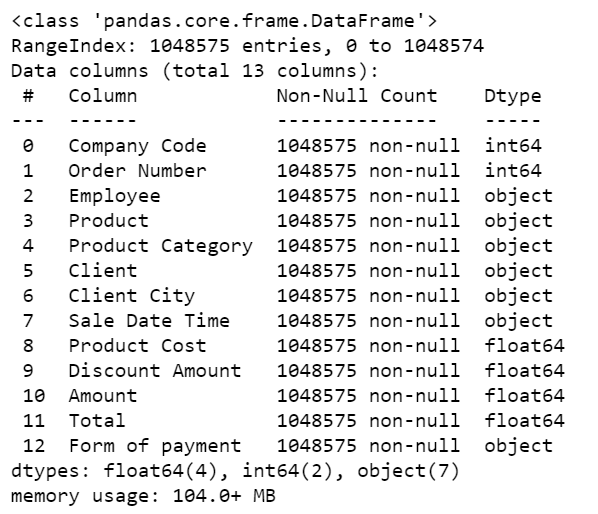 <class 'pandas.core.frame.DataFrame'>
RangeIndex: 1048575 entries, 0 to 1048574
Data columns (total 13 columns):
 #   Column            Non-Null Count    Dtype
---  ------            --------------    -----
 0   Company Code      1048575 non-null  int64
 1   Order Number      1048575 non-null  int64
 2   Employee          1048575 non-null  object
 3   Product           1048575 non-null  object
 4   Product Category  1048575 non-null  object
 5   Client            1048575 non-null  object
 6   Client City       1048575 non-null  object
 7   Sale Date Time    1048575 non-null  object
 8   Product Cost      1048575 non-null  float64
 9   Discount Amount   1048575 non-null  float64
 10  Amount            1048575 non-null  float64
 11  Total             1048575 non-null  float64
 12  Form of payment   1048575 non-null  object
dtypes: float64(4), int64(2), object(7)
memory usage: 104.0+ MB